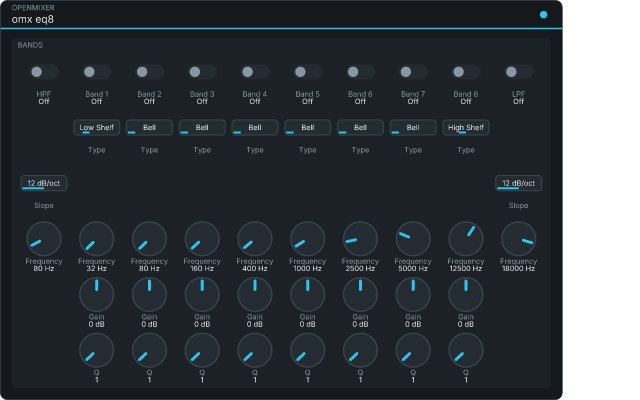 OPENMIXER
omx eq8
BANDS
HPF Band 1 Band 2 Band 3 Band 4 Band 5 Band 6 Band 7 Band 8 LPF
Off Off Off Off Off Off Off Off Off Off
Low Shelf Bell Bell Bell Bell Bell Bell High Shelf
Type Type Type Type Type Type Type Type
12 dB/oct 12 dB/oct
Slope Slope
Frequency Frequency Frequency Frequency Frequency Frequency Frequency Frequency Frequency Frequency
80 Hz 32 Hz 80 Hz 160 Hz 400 Hz 1000 Hz 2500 Hz 5000 Hz 12500 Hz 18000 Hz
Gain Gain Gain Gain Gain Gain Gain Gain
0 dB 0 dB 0 dB 0 dB 0 dB 0 dB 0 dB 0 dB
Q Q Q Q Q Q Q Q
1 1 1 1 1 1 1 1